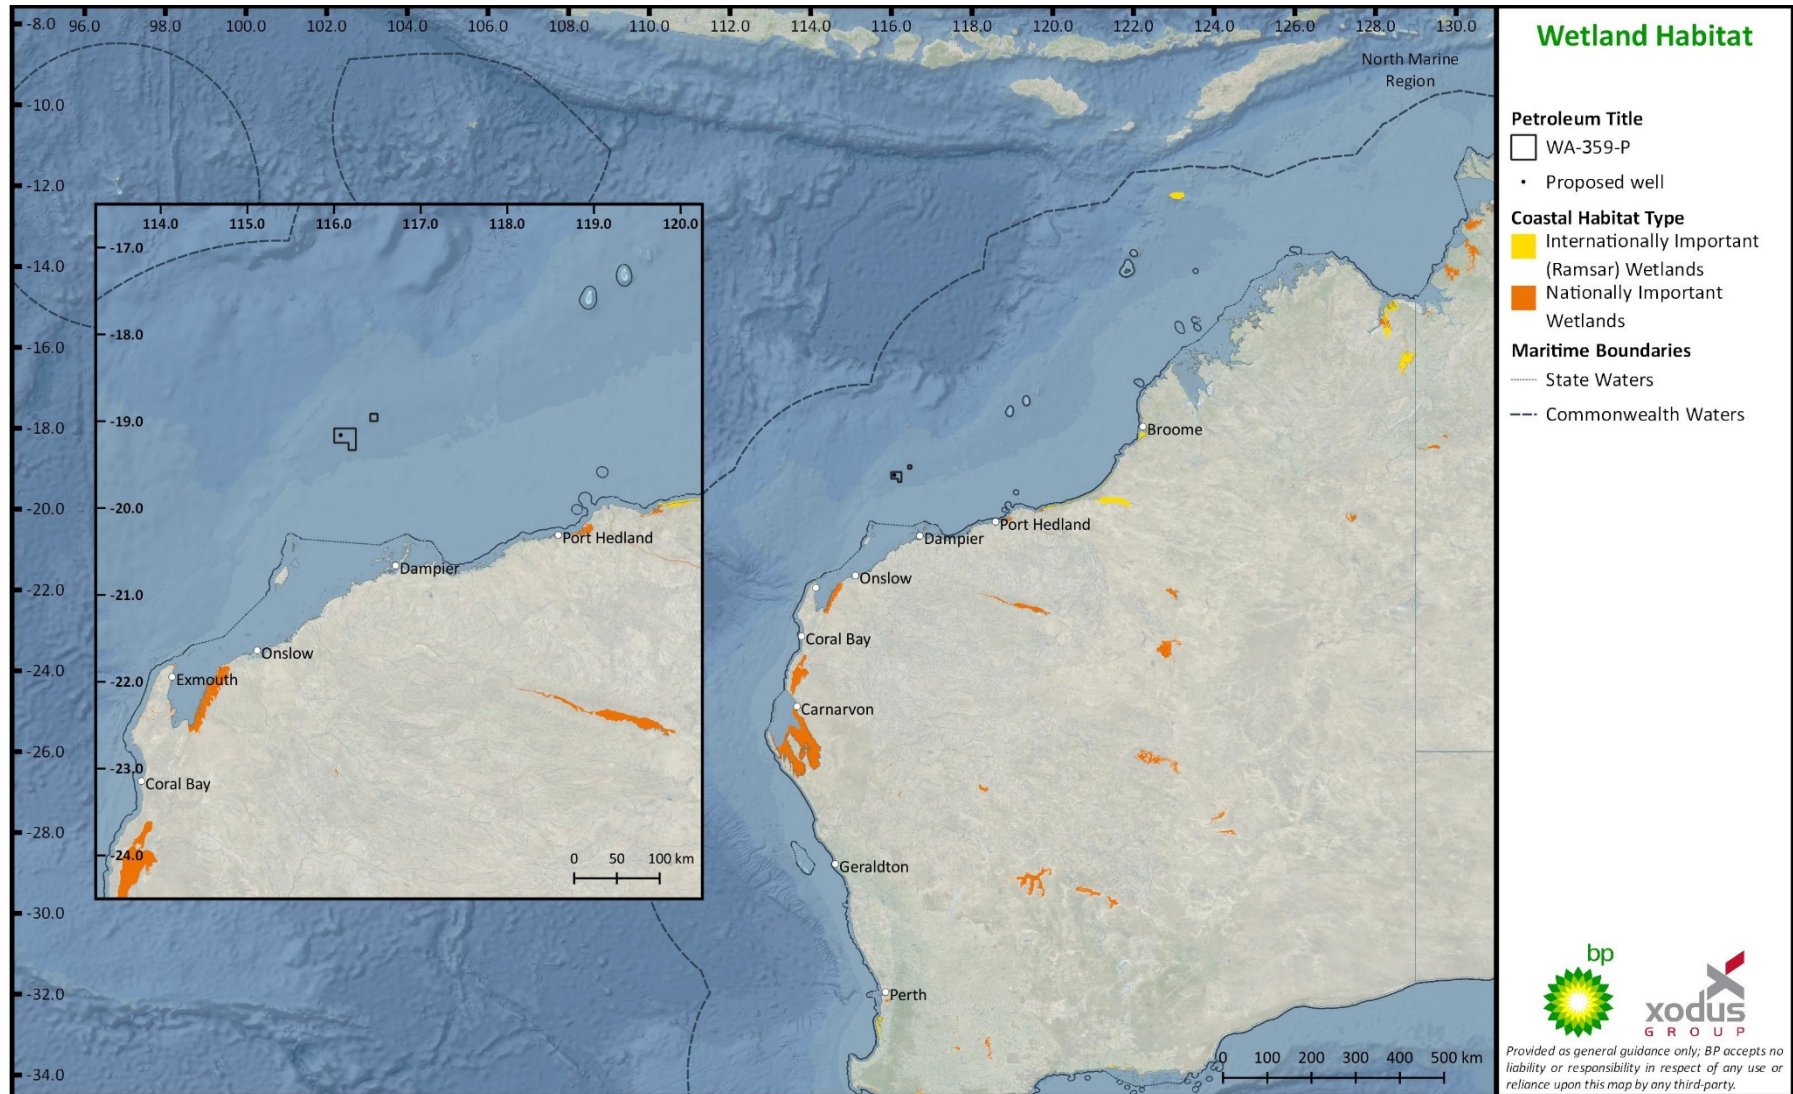 -8.0
96.0 98.0 100.0 102.0 104.0 106.0 108.0 110.0 112.0 114.0 116.0 118.0 120.0 122.0 124.0 126.0 128.0 130.0
North Marine
Region
-10.0
-12.0
-14.0
-16.0
-18.0
-20.0
-22.0
-24.0
-26.0
-28.0
-30.0
-32.0
-34.0
114.0 115.0 116.0 117.0 118.0 119.0 120.0
-17.0
-18.0
-19.0
-20.0
-21.0
-22.0
-23.0
-24.0
Port Hedland
Dampier
Onslow
Exmouth
Coral Bay
0 50 100 km
Broome
Port Hedland
Dampier
Onslow
Coral Bay
Carnarvon
Geraldton
Perth
0 100 200 300 400 500 km
Wetland Habitat
Petroleum Title
WA-359-P
Proposed well
Coastal Habitat Type
Internationally Important
(Ramsar) Wetlands
Nationally Important
Wetlands
Maritime Boundaries
State Waters
Commonwealth Waters
bp
xodus
GROUP
Provided as general guidance only; BP accepts no
liability or responsibility in respect of any use or
reliance upon this map by any third-party.